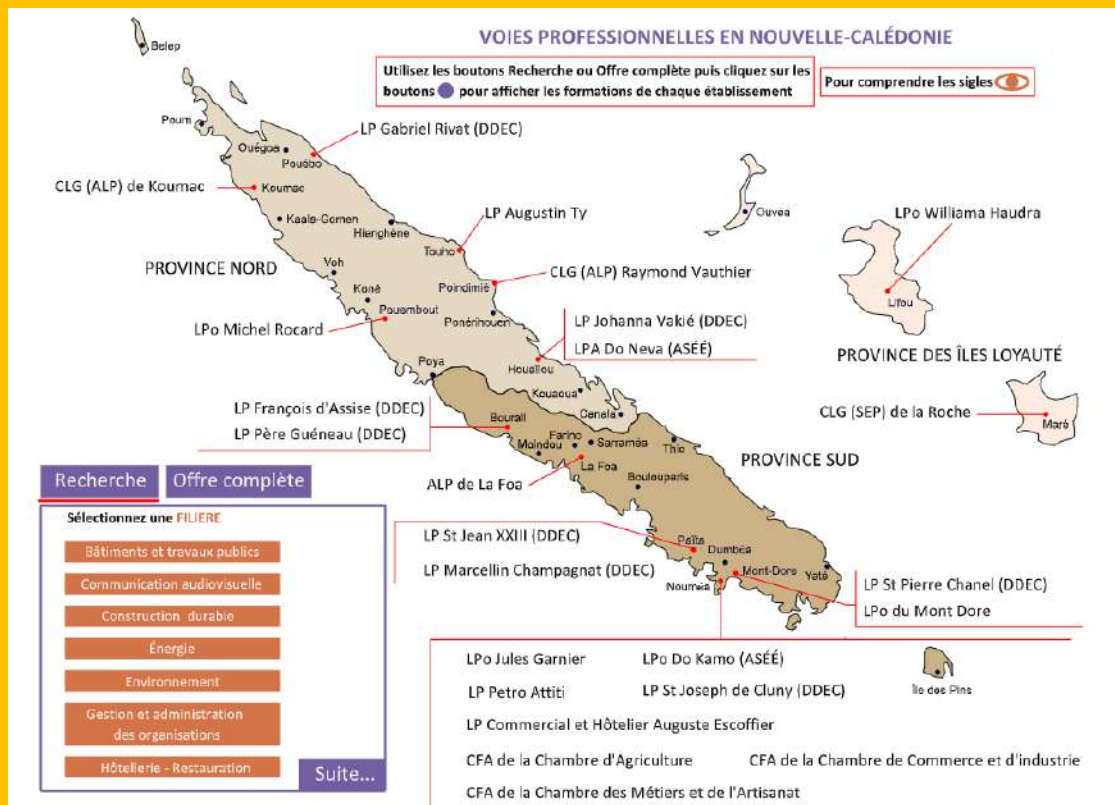 VOIES PROFESSIONNELLES EN NOUVELLE-CALÉDONIE
Utilisez les boutons Recherche ou Offre complète puis cliquez sur les
boutons pour afficher les formations de chaque établissement
Pour comprendre les sigles
Belep
Poum
LP Gabriel Rivat (DDEC)
Ouégoa
Pouébo
CLG (ALP) de Koumac
Koumac
Kaala-Gomen
Hienghène
LP Augustin Ty
Touho
Ouvéa
LPo Williama Haudra
PROVINCE NORD
Voh
CLG (ALP) Raymond Vauthier
Poindimié
Koné
Lifou
Pouembout
Ponérihouen
LPo Michel Rocard
LP Johanna Vakié (DDEC)
LPA Do Neva (ASÉÉ)
PROVINCE DES ÎLES LOYAUTÉ
Poya
Houaïlou
Kouaoua
Canala
LP François d'Assise (DDEC)
LP Père Guéneau (DDEC)
Bourail
CLG (SEP) de la Roche
Maré
Farino
Sarraméa
Moindou
Thio
PROVINCE SUD
La Foa
ALP de La Foa
Boulouparis
Recherche
Offre complète
Sélectionnez une FILIERE
Bâtiments et travaux publics
Communication audiovisuelle
Construction durable
Énergie
Environnement
Gestion et administration
des organisations
Hôtellerie - Restauration
Suite...
LP St Jean XXIII (DDEC)
LP Marcellin Champagnat (DDEC)
Païta
Dumbéa
Mont-Dore
Yaté
Nouméa
LP St Pierre Chanel (DDEC)
LPo du Mont Dore
LPo Jules Garnier
LPo Do Kamo (ASÉÉ)
Île des Pins
LP Petro Attiti
LP St Joseph de Cluny (DDEC)
LP Commercial et Hôtelier Auguste Escoffier
CFA de la Chambre d'Agriculture
CFA de la Chambre de Commerce et d'industrie
CFA de la Chambre des Métiers et de l'Artisanat